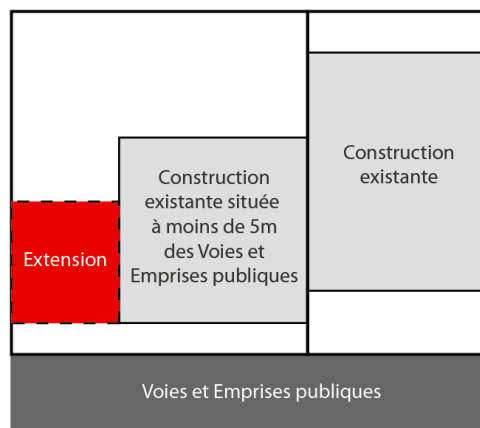 Construction
existante située
à moins de 5m
des Voies et
Emprises publiques
Construction
existante
Extension
Voies et Emprises publiques